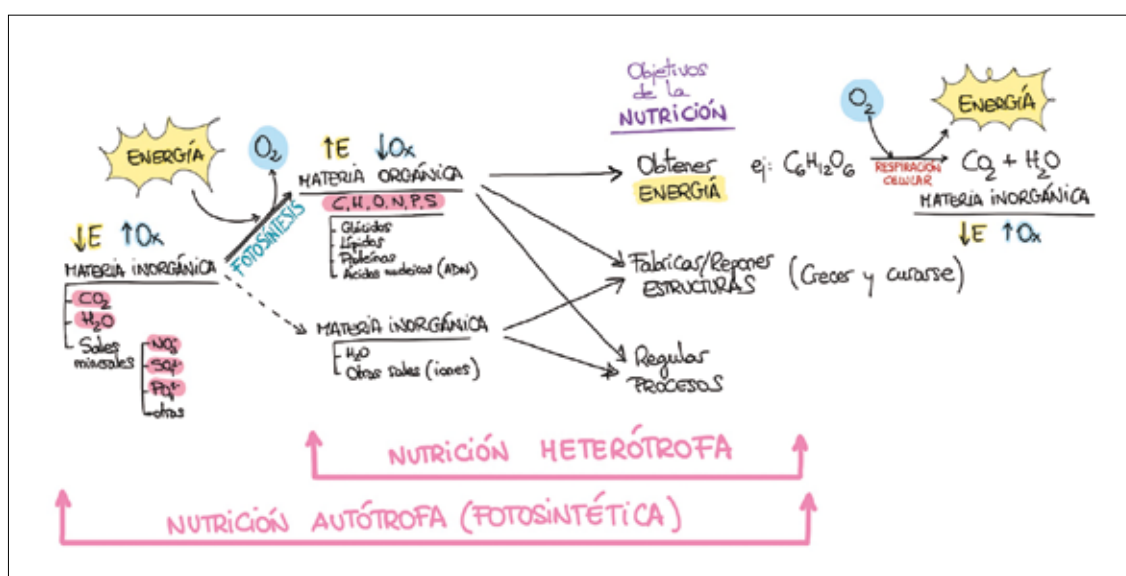 ENERGÍA
O₂
↓E ↑Ox
MATERIA INORGÁNICA
CO₂
H₂O
Sales minerales
NO₃⁻
SO₄²⁻
PO₄³⁻
otras
FOTOSÍNTESIS
↑E ↓Ox
MATERIA ORGÁNICA
C, H, O, N, P, S
Glúcidos
Lípidos
Proteínas
Ácidos nucleicos (ADN)
MATERIA INORGÁNICA
H₂O
Otras sales (iones)
Objetivos
de la
NUTRICIÓN
Obtener
ENERGÍA
ej: C₆H₁₂O₆
O₂
RESPIRACIÓN
CELULAR
ENERGÍA
CO₂ + H₂O
MATERIA INORGÁNICA
↓E ↑Ox
Fabricar/Reponer
ESTRUCTURAS
(Crecer y curarse)
Regular
PROCESOS
NUTRICIÓN HETERÓTROFA
NUTRICIÓN AUTÓTROFA (FOTOSINTÉTICA)